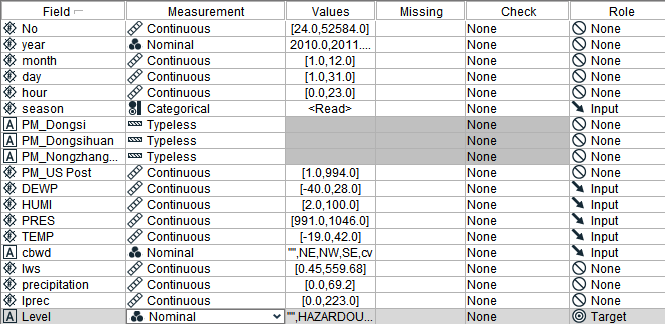 Field Measurement Values Missing Check Role
No Continuous [24.0,52584.0] None None
year Nominal 2010.0,2011.... None None
month Continuous [1.0,12.0] None None
day Continuous [1.0,31.0] None None
hour Continuous [0.0,23.0] None None
season Categorical <Read> None Input
A PM_Dongsi Typeless None None
A PM_Dongsihuan Typeless None None
A PM_Nongzhang... Typeless None None
PM_US Post Continuous [1.0,994.0] None None
DEWP Continuous [-40.0,28.0] None Input
HUMI Continuous [2.0,100.0] None Input
PRES Continuous [991.0,1046.0] None Input
TEMP Continuous [-19.0,42.0] None Input
A cbwd Nominal "",NE,NW,SE,cv None Input
Iws Continuous [0.45,559.68] None None
precipitation Continuous [0.0,69.2] None None
Iprec Continuous [0.0,223.0] None None
A Level Nominal "",HAZARDOU... None Target